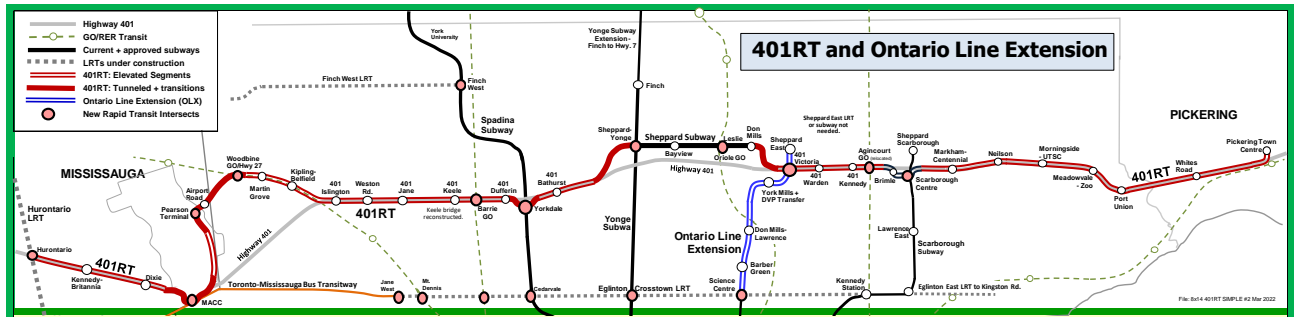 Highway 401
GO/RER Transit
Current + approved subways
LRTs under construction
401RT: Elevated Segments
401RT: Tunneled + transitions
Ontario Line Extension (OLX)
New Rapid Transit Intersects
401RT and Ontario Line Extension
York
University
Yonge Subway
Extension -
Finch to Hwy. 7
Finch West LRT
Finch
West
Finch
Spadina
Subway
PICKERING
MISSISSAUGA
Woodbine
GO/Hwy 27
Martin
Grove
Kipling-
Belfield
Airport
Road
Pearson
Terminal
401
Islington
Weston
Rd.
401
Jane
401
Keele
Keele bridge
reconstructed.
Barrie
GO
401
Dufferin
Yorkdale
401
Bathurst
401RT
Highway 401
Sheppard-
Yonge
Sheppard Subway
Bayview
Leslie
Oriole GO
Don
Mills
Highway 401
Sheppard
East
401
Victoria
Sheppard East LRT
or subway not
needed.
401
Warden
401
Kennedy
Agincourt
GO (relocated)
Brimley
Sheppard
Scarborough
Scarborough
Centre
Markham-
Centennial
Neilson
Morningside
- UTSC
Meadowvale
- Zoo
Port
Union
401RT
Whites
Road
Pickering Town
Centre
York Mills +
DVP Transfer
Don Mills-
Lawrence
Ontario Line
Extension
Barber
Green
Science
Centre
Lawrence
East
Scarborough
Subway
Kennedy
Station
Eglinton East LRT to Kingston Rd.
Yonge
Subwa
Eglinton
Crosstown LRT
Cedarvale
Mt.
Dennis
Jane
West
Toronto-Mississauga Bus Transitway
MACC
Dixie
Kennedy-
Britannia
401RT
Hurontario
Hurontario
LRT
File: 8x14 401RT SIMPLE #2 Mar 2022